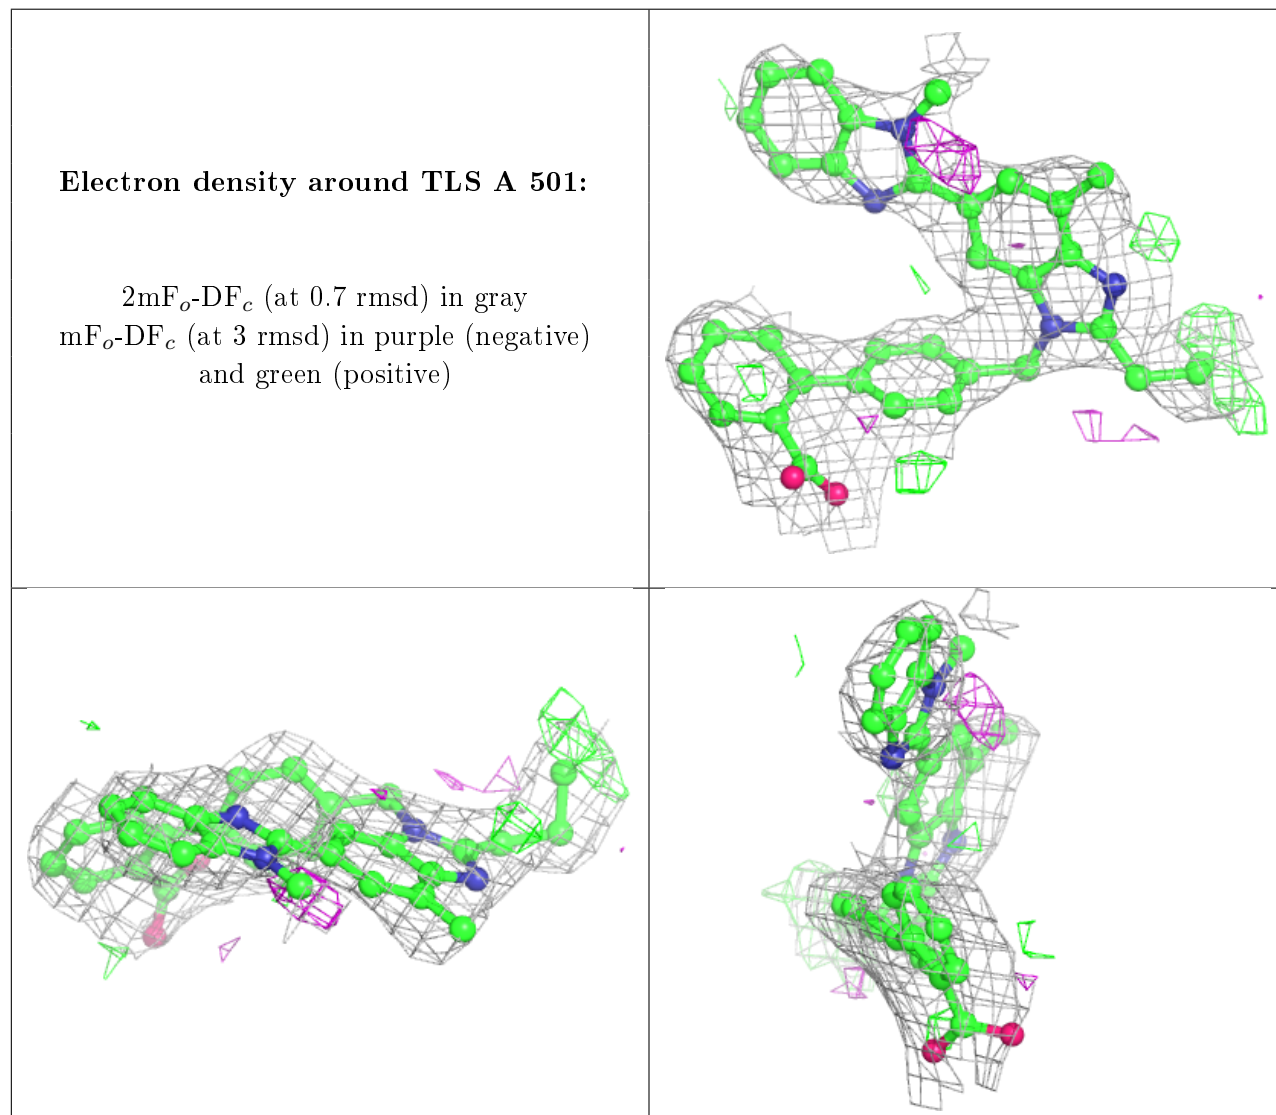 Electron density around TLS A 501:
2mFo-DFc (at 0.7 rmsd) in gray
mFo-DFc (at 3 rmsd) in purple (negative)
and green (positive)